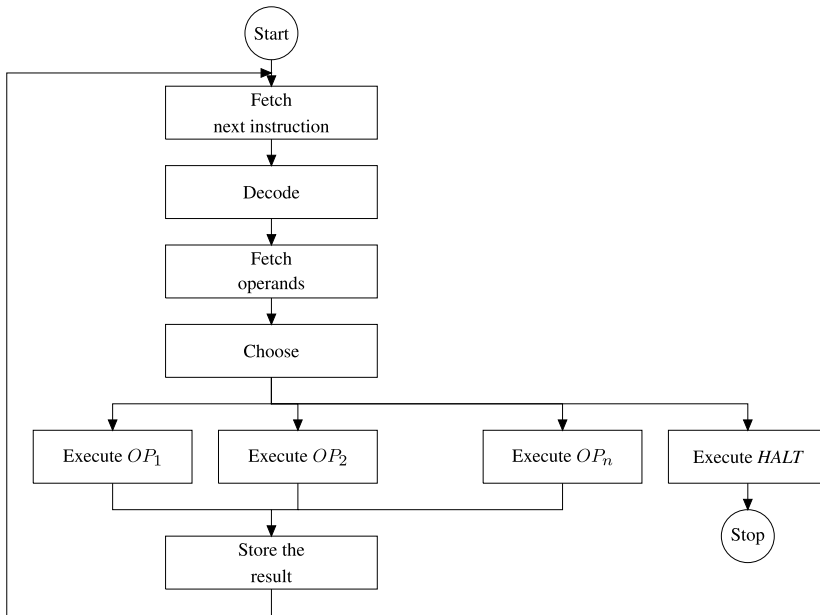 Start
Fetch
next instruction
Decode
Fetch
operands
Choose
Execute OP₁
Execute OP₂
Execute OPₙ
Execute HALT
Stop
Store the
result